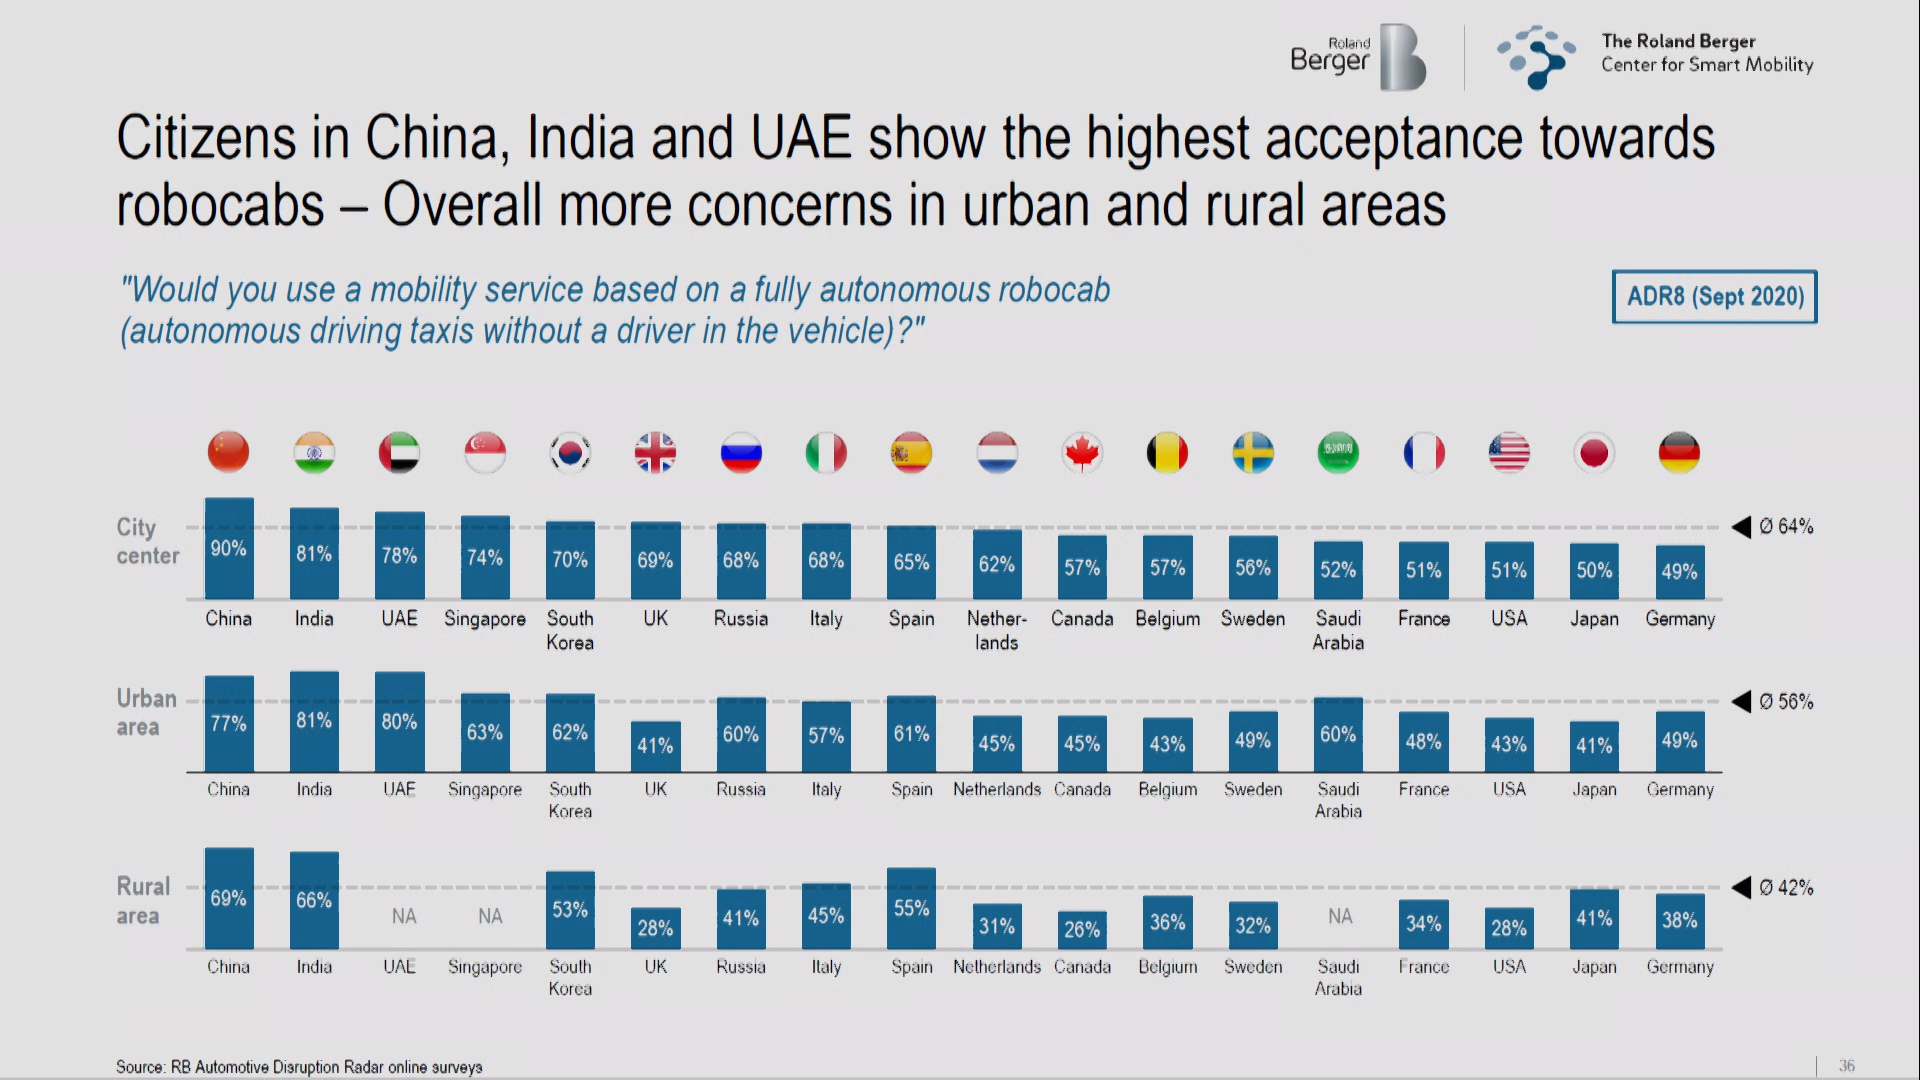 Roland
Berger
The Roland Berger
Center for Smart Mobility
Citizens in China, India and UAE show the highest acceptance towards
robocabs – Overall more concerns in urban and rural areas
"Would you use a mobility service based on a fully autonomous robocab
(autonomous driving taxis without a driver in the vehicle)?"
ADR8 (Sept 2020)
City
center
90% 81% 78% 74% 70% 69% 68% 68% 65% 62% 57% 57% 56% 52% 51% 51% 50% 49%
Ø 64%
China India UAE Singapore South Korea UK Russia Italy Spain Nether-lands Canada Belgium Sweden Saudi Arabia France USA Japan Germany
Urban
area
77% 81% 80% 63% 62% 41% 60% 57% 61% 45% 45% 43% 49% 60% 48% 43% 41% 49%
Ø 56%
China India UAE Singapore South Korea UK Russia Italy Spain Netherlands Canada Belgium Sweden Saudi Arabia France USA Japan Germany
Rural
area
69% 66% NA NA 53% 28% 41% 45% 55% 31% 26% 36% 32% NA 34% 28% 41% 38%
Ø 42%
China India UAE Singapore South Korea UK Russia Italy Spain Netherlands Canada Belgium Sweden Saudi Arabia France USA Japan Germany
Source: RB Automotive Disruption Radar online surveys
36